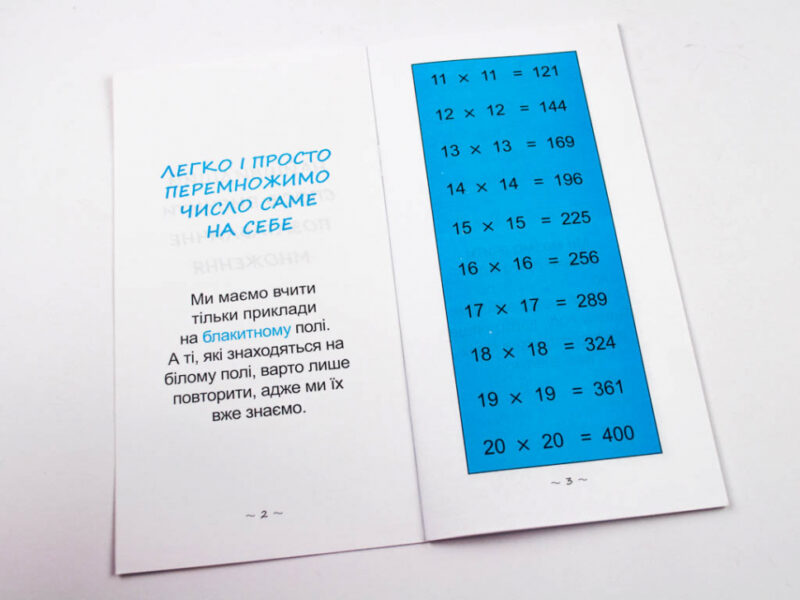 ЛЕГКО І ПРОСТО
ПЕРЕМНОЖИМО
ЧИСЛО САМЕ
НА СЕБЕ
Ми маємо вчити
тільки приклади
на блакитному полі.
А ті, які знаходяться на
білому полі, варто лише
повторити, адже ми їх
вже знаємо.
~ 2 ~
11 × 11 = 121
12 × 12 = 144
13 × 13 = 169
14 × 14 = 196
15 × 15 = 225
16 × 16 = 256
17 × 17 = 289
18 × 18 = 324
19 × 19 = 361
20 × 20 = 400
~ 3 ~